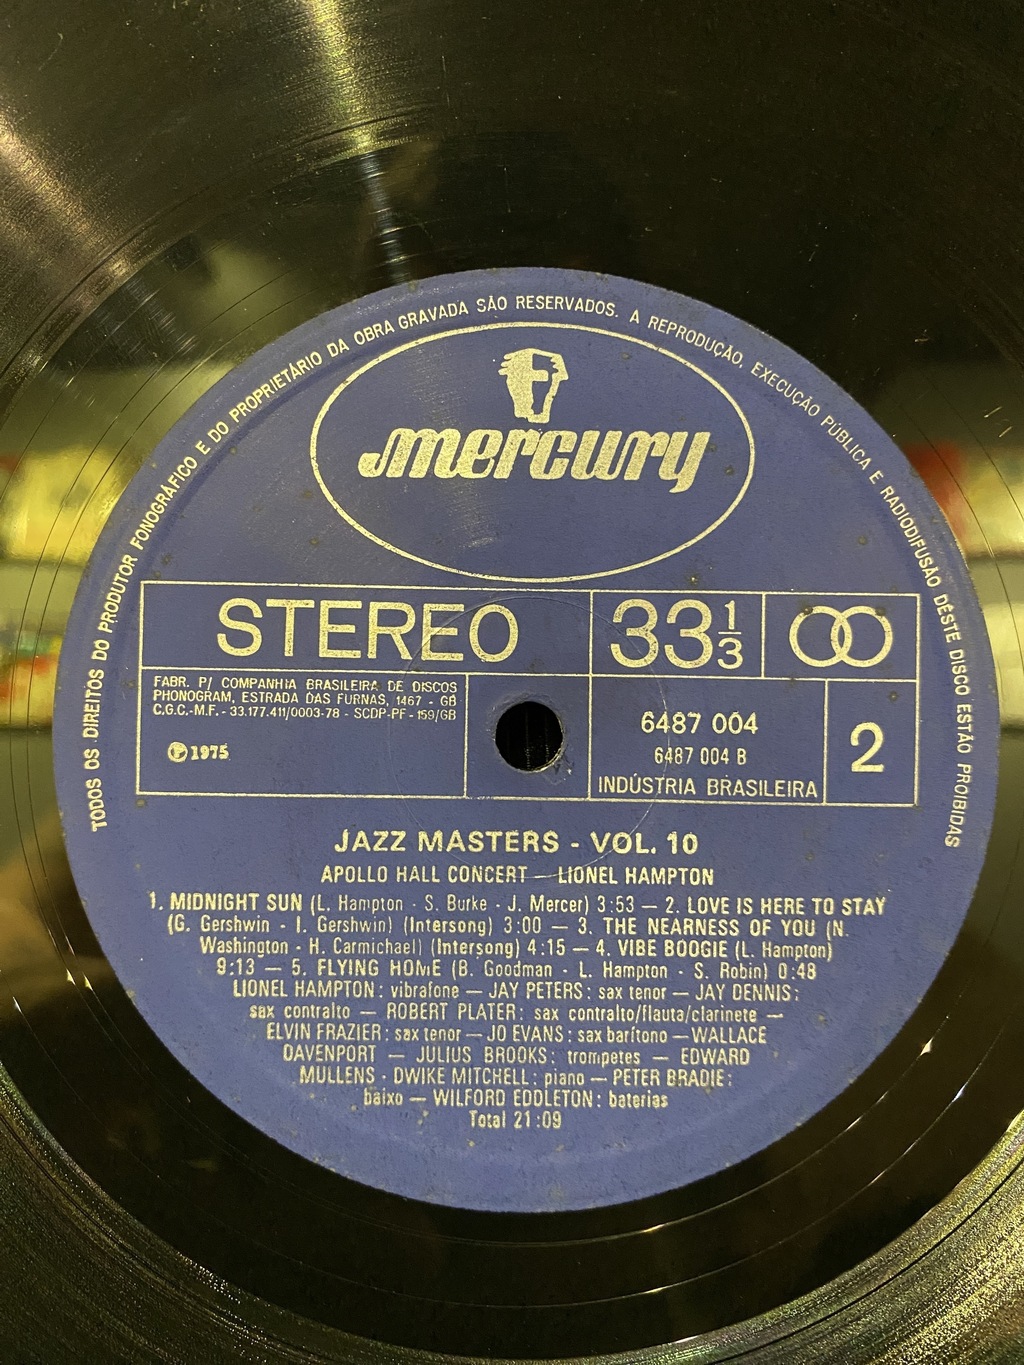 TODOS OS DIREITOS DO PRODUTOR FONOGRÁFICO E DO PROPRIETÁRIO DA OBRA GRAVADA SÃO RESERVADOS. A REPRODUÇÃO, EXECUÇÃO PÚBLICA E RADIODIFUSÃO DÊSTE DISCO ESTÃO PROIBIDAS
mercury
STEREO
33 1/3
FABR. P/ COMPANHIA BRASILEIRA DE DISCOS
PHONOGRAM, ESTRADA DAS FURNAS, 1467 - GB
C.G.C.-M.F. - 33.177.411/0003-78 - SCDP-PF - 159/GB
Ⓟ 1975
6487 004
6487 004 B
INDÚSTRIA BRASILEIRA
2
JAZZ MASTERS - VOL. 10
APOLLO HALL CONCERT — LIONEL HAMPTON
1. MIDNIGHT SUN (L. Hampton - S. Burke - J. Mercer) 3:53 — 2. LOVE IS HERE TO STAY
(G. Gershwin - I. Gershwin) (Intersong) 3:00 — 3. THE NEARNESS OF YOU (N.
Washington - H. Carmichael) (Intersong) 4:15 — 4. VIBE BOOGIE (L. Hampton)
9:13 — 5. FLYING HOME (B. Goodman - L. Hampton - S. Robin) 0:48
LIONEL HAMPTON: vibrafone — JAY PETERS: sax tenor — JAY DENNIS:
sax contralto — ROBERT PLATER: sax contralto/flauta/clarinete —
ELVIN FRAZIER: sax tenor — JO EVANS: sax barítono — WALLACE
DAVENPORT — JULIUS BROOKS: trompetes — EDWARD
MULLENS - DWIKE MITCHELL: piano — PETER BRADIE:
baixo — WILFORD EDDLETON: baterias
Total 21:09